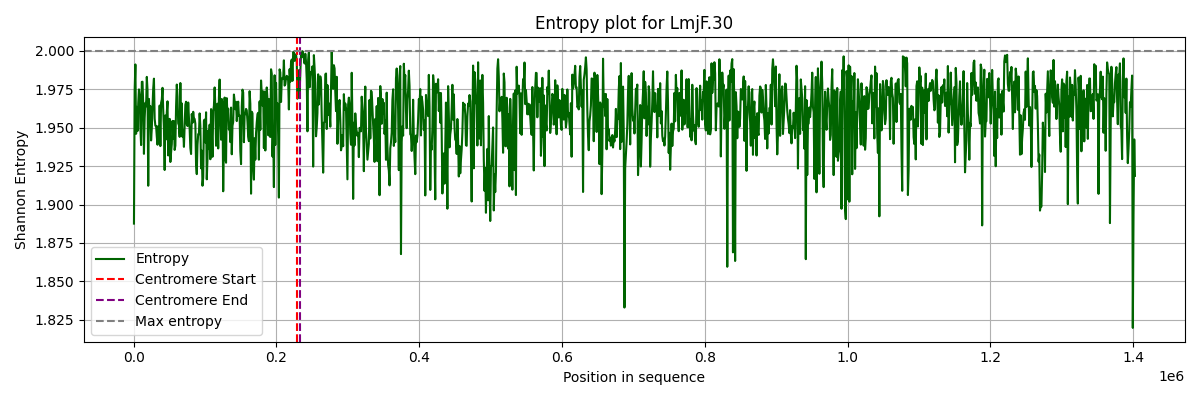 Entropy plot for LmjF.30
Shannon Entropy
2.000
1.975
1.950
1.925
1.900
1.875
1.850
1.825
Entropy
Centromere Start
Centromere End
Max entropy
0.0 0.2 0.4 0.6 0.8 1.0 1.2 1.4
1e6
Position in sequence